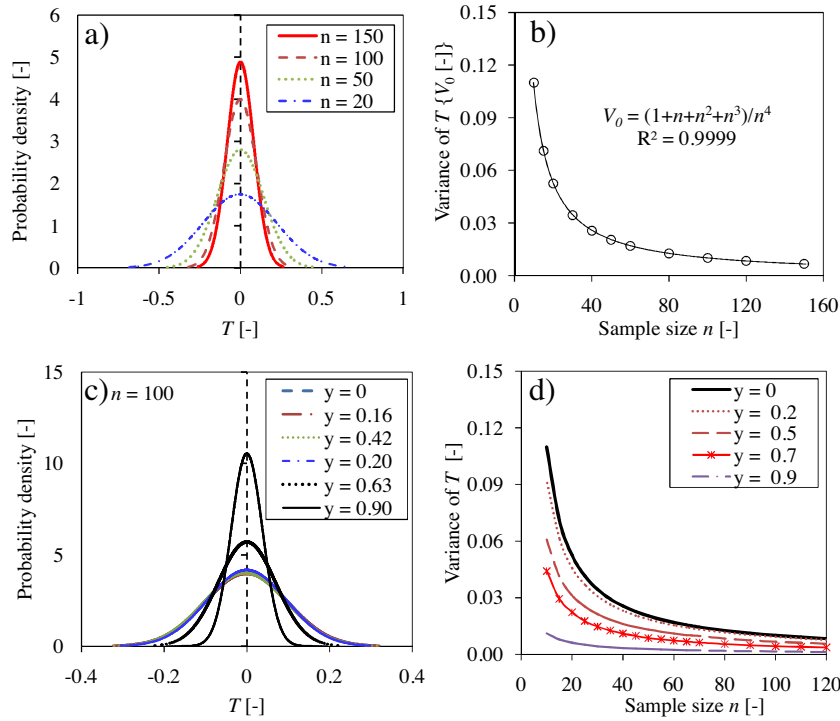 a)
n = 150
n = 100
n = 50
n = 20
6
5
4
3
2
1
0
-1
-0.5
0
0.5
1
Probability density [-]
T [-]
b)
V₀ = (1+n+n²+n³)/n⁴
R² = 0.9999
0.15
0.12
0.09
0.06
0.03
0.00
0
40
80
120
160
Variance of T {V₀ [-]}
Sample size n [-]
c) n = 100
y = 0
y = 0.16
y = 0.42
y = 0.20
y = 0.63
y = 0.90
15
10
5
0
-0.4
-0.2
0
0.2
0.4
Probability density [-]
T [-]
d)
y = 0
y = 0.2
y = 0.5
y = 0.7
y = 0.9
0.15
0.12
0.09
0.06
0.03
0.00
0
20
40
60
80
100
120
Variance of T [-]
Sample size n [-]